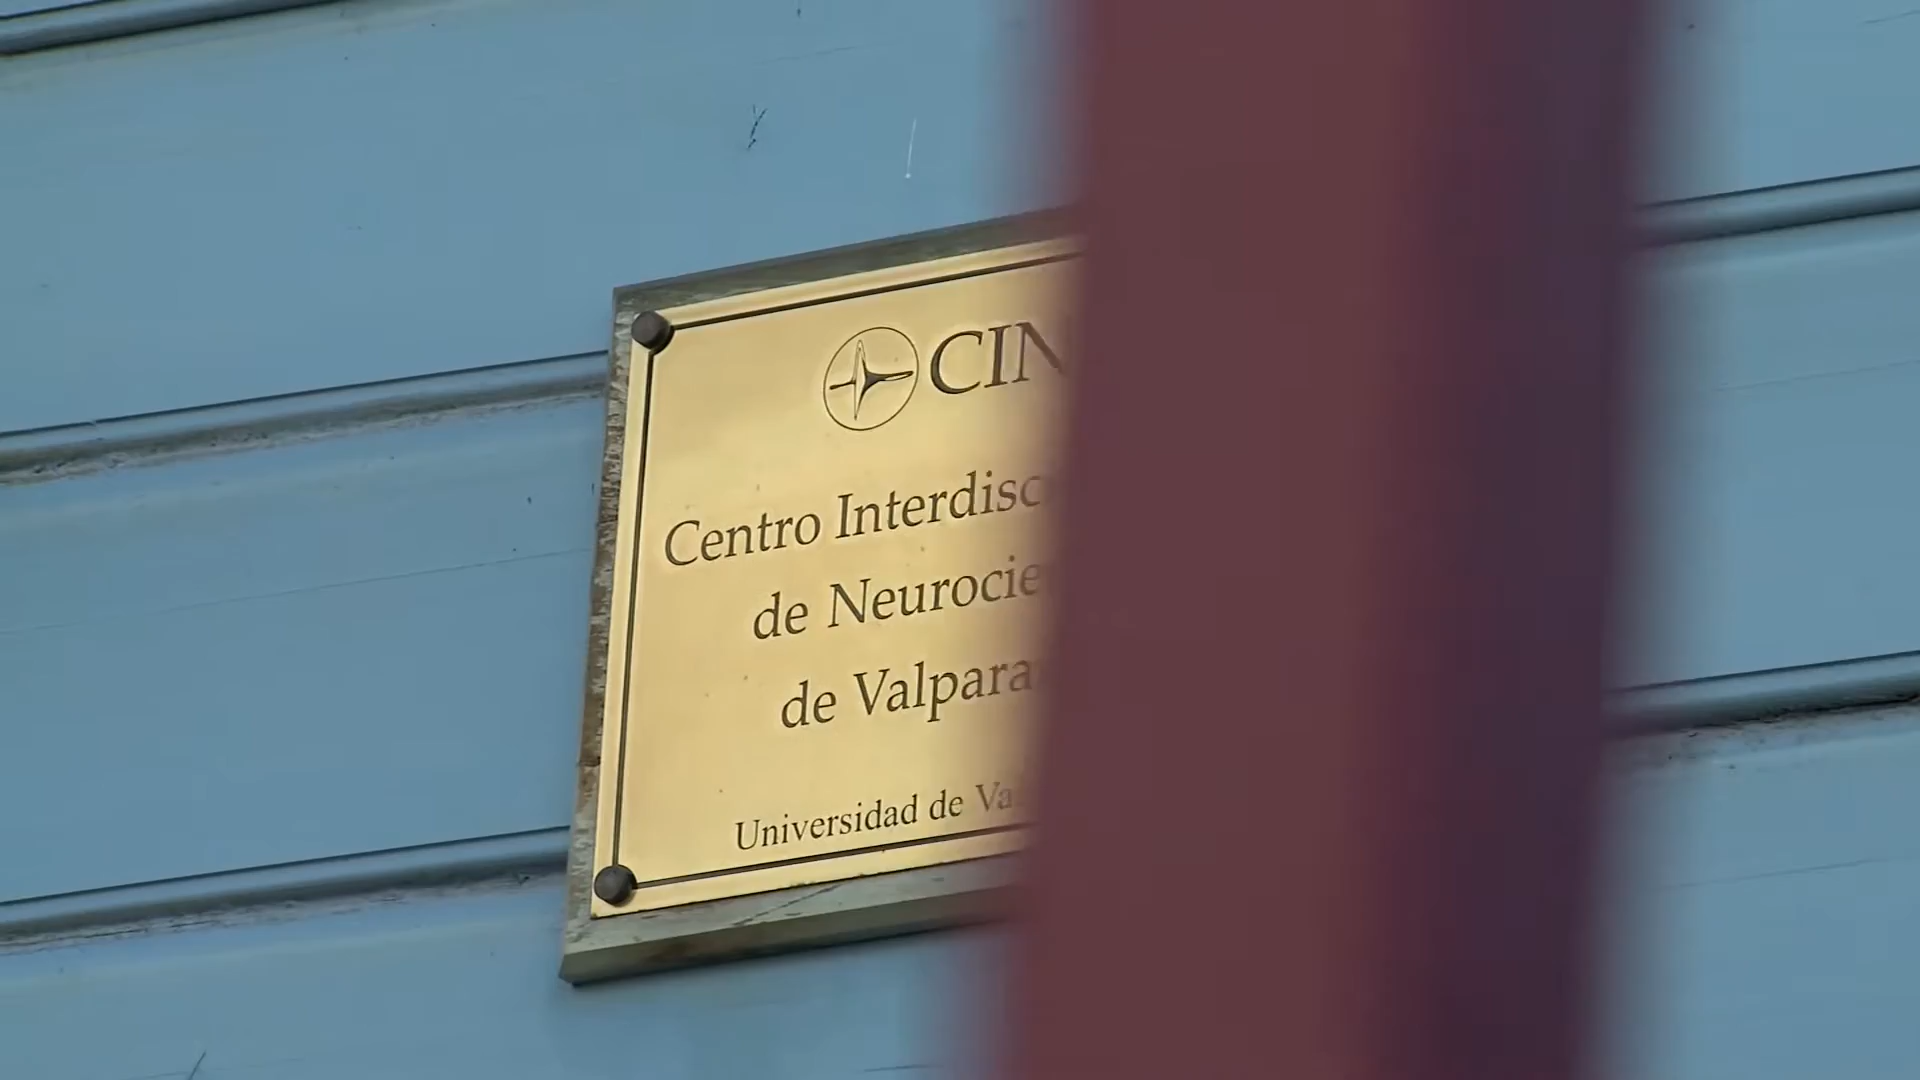 CIN
Centro Interdisc
de Neurocie
de Valpara
Universidad de Va